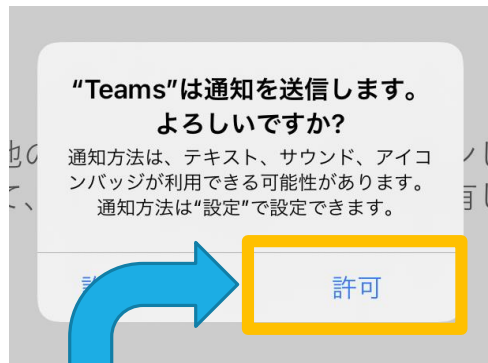 “Teams”は通知を送信します。
よろしいですか?
通知方法は、テキスト、サウンド、アイコ
ンバッジが利用できる可能性があります。
通知方法は“設定”で設定できます。
許可